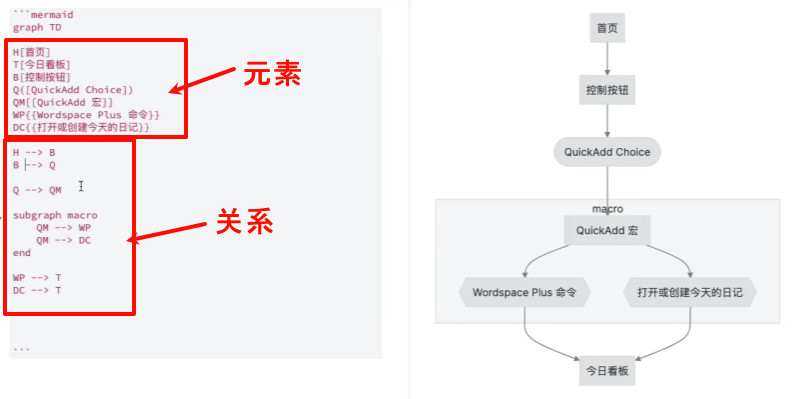 ```mermaid
graph TD
H[首页]
T[今日看板]
B[控制按钮]
Q([QuickAdd Choice])
QM[[QuickAdd 宏]]
WP{{Wordspace Plus 命令}}
DC{{打开或创建今天的日记}}
H --> B
B --> Q
Q --> QM
subgraph macro
QM --> WP
QM --> DC
end
WP --> T
DC --> T
```
元素
关系
首页
控制按钮
QuickAdd Choice
macro
QuickAdd 宏
Wordspace Plus 命令
打开或创建今天的日记
今日看板